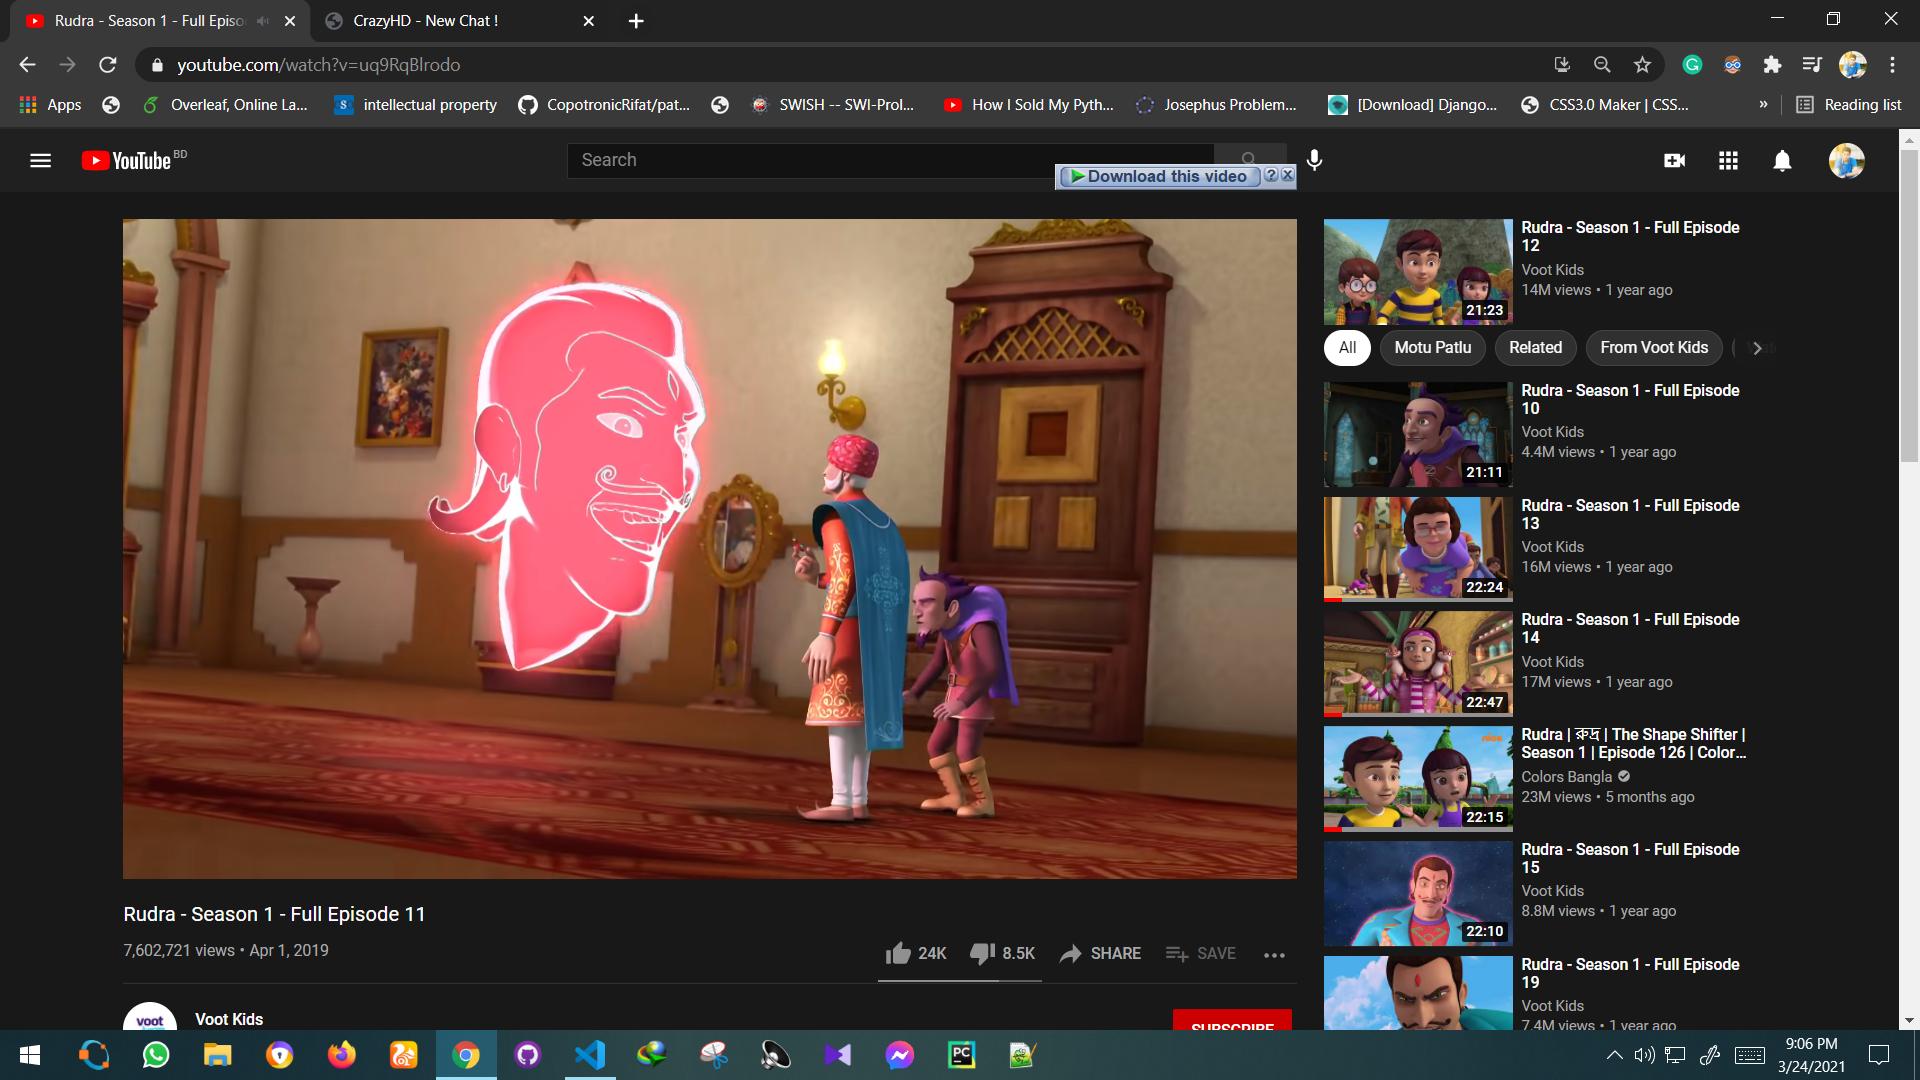 Rudra - Season 1 - Full Episo
CrazyHD - New Chat !
youtube.com/watch?v=uq9RqBlrodo
Apps
Overleaf, Online La...
intellectual property
CopotronicRifat/pat...
SWISH -- SWI-Prol...
How I Sold My Pyth...
Josephus Problem...
[Download] Django...
CSS3.0 Maker | CSS...
»
Reading list
YouTube BD
Search
Download this video
Rudra - Season 1 - Full Episode
12
Voot Kids
14M views • 1 year ago
21:23
All
Motu Patlu
Related
From Voot Kids
Rudra - Season 1 - Full Episode
10
Voot Kids
4.4M views • 1 year ago
21:11
Rudra - Season 1 - Full Episode
13
Voot Kids
16M views • 1 year ago
22:24
Rudra - Season 1 - Full Episode
14
Voot Kids
17M views • 1 year ago
22:47
Rudra | রুদ্র | The Shape Shifter |
Season 1 | Episode 126 | Color...
Colors Bangla
23M views • 5 months ago
22:15
Rudra - Season 1 - Full Episode
15
Voot Kids
8.8M views • 1 year ago
22:10
Rudra - Season 1 - Full Episode
19
Voot Kids
7.4M views • 1 year ago
Rudra - Season 1 - Full Episode 11
7,602,721 views • Apr 1, 2019
24K
8.5K
SHARE
SAVE
voot
Voot Kids
SUBSCRIBE
PC
9:06 PM
3/24/2021